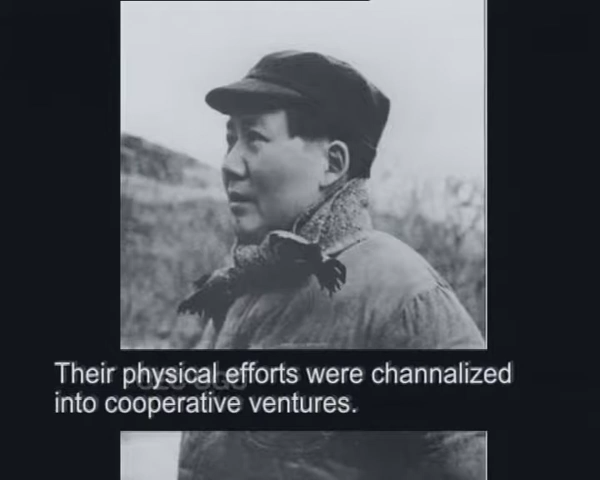 Their physical efforts were channalized
into cooperative ventures.